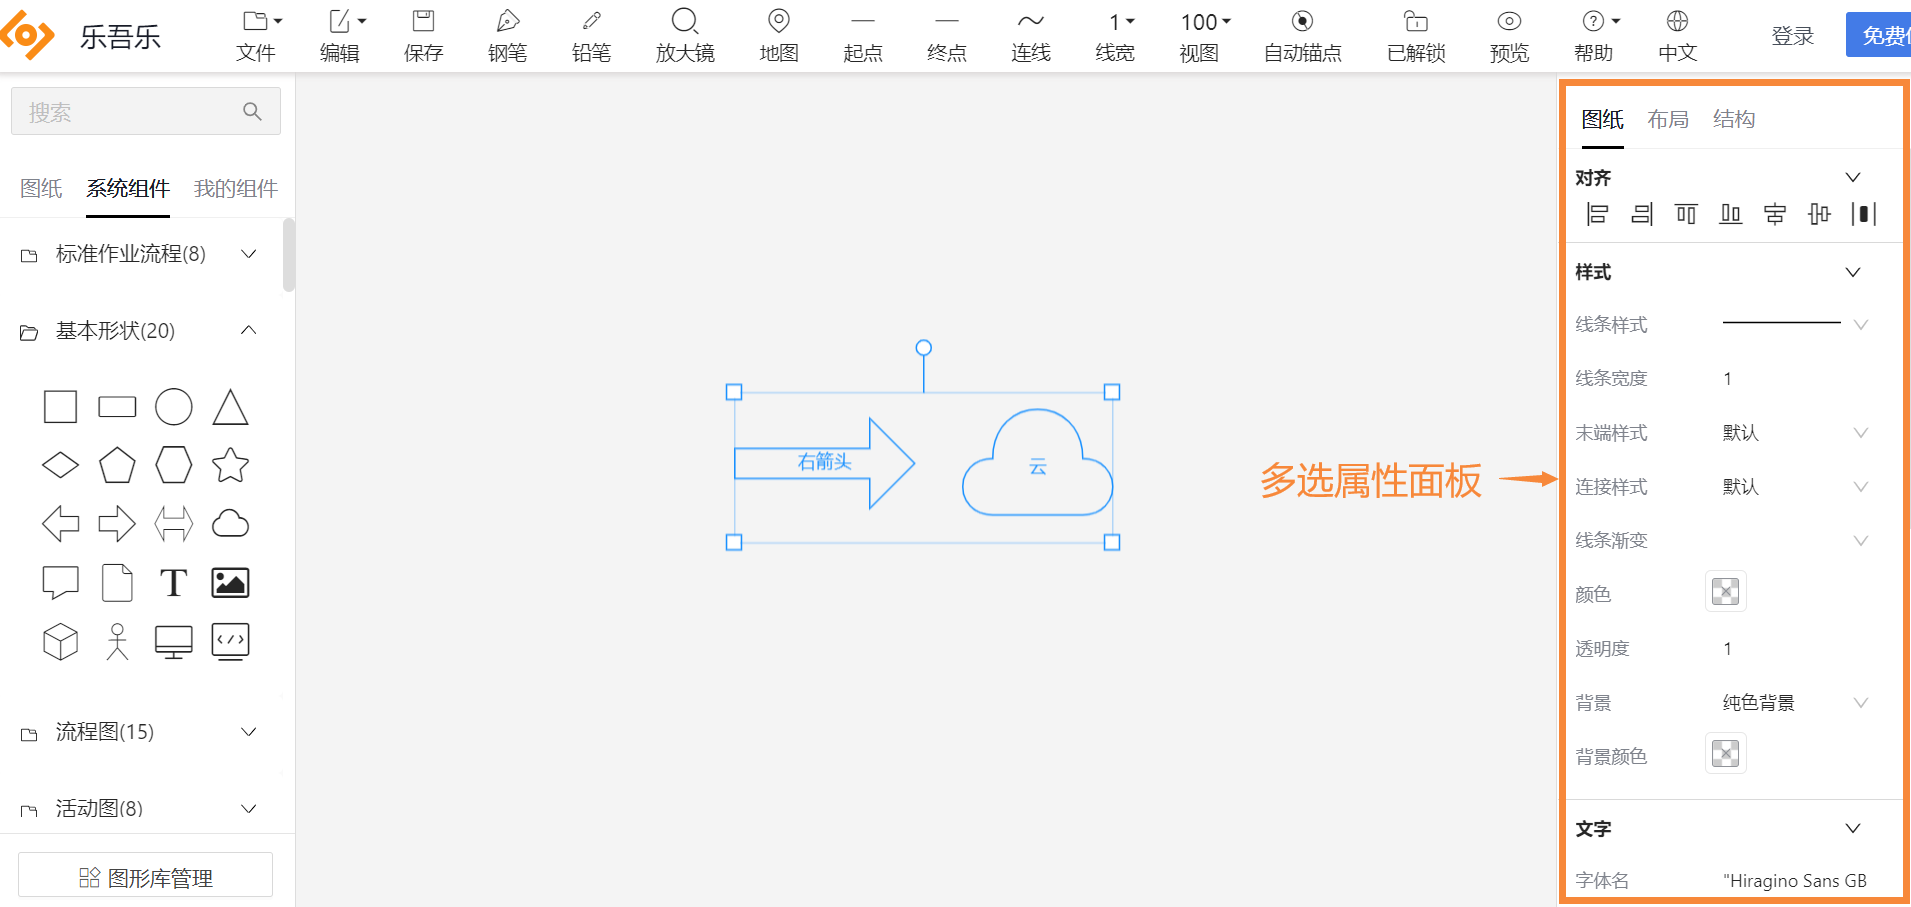 乐吾乐
文件
编辑
保存
钢笔
铅笔
放大镜
地图
起点
终点
连线
1
线宽
100
视图
自动锚点
已解锁
预览
帮助
中文
登录
免费
搜索
图纸 系统组件 我的组件
标准作业流程(8)
基本形状(20)
T
流程图(15)
活动图(8)
图形库管理
右箭头
云
多选属性面板
图纸 布局 结构
对齐
样式
线条样式
线条宽度 1
末端样式 默认
连接样式 默认
线条渐变
颜色
透明度 1
背景 纯色背景
背景颜色
文字
字体名 "Hiragino Sans GB